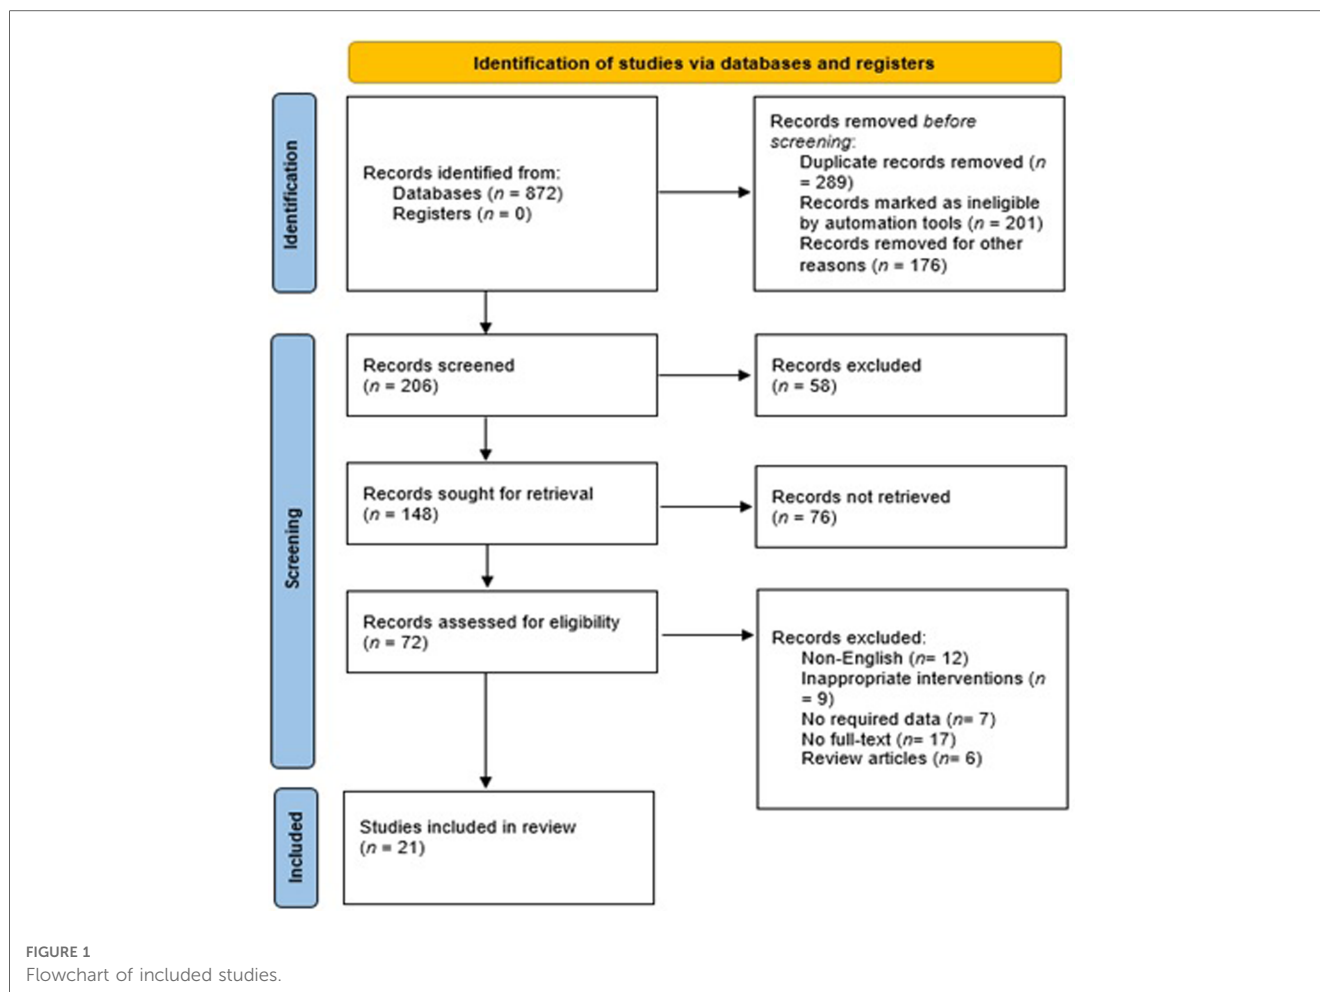 Identification of studies via databases and registers
Identification
Records identified from:
Databases (n = 872)
Registers (n = 0)
Records removed before
screening:
Duplicate records removed (n
= 289)
Records marked as ineligible
by automation tools (n = 201)
Records removed for other
reasons (n = 176)
Screening
Records screened
(n = 206)
Records excluded
(n = 58)
Records sought for retrieval
(n = 148)
Records not retrieved
(n = 76)
Records assessed for eligibility
(n = 72)
Records excluded:
Non-English (n= 12)
Inappropriate interventions (n
= 9)
No required data (n= 7)
No full-text (n= 17)
Review articles (n= 6)
Included
Studies included in review
(n = 21)
FIGURE 1
Flowchart of included studies.